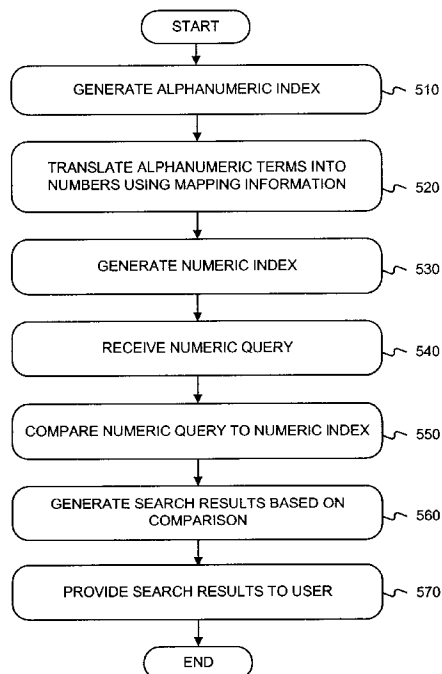 START
GENERATE ALPHANUMERIC INDEX
510
TRANSLATE ALPHANUMERIC TERMS INTO
NUMBERS USING MAPPING INFORMATION
520
GENERATE NUMERIC INDEX
530
RECEIVE NUMERIC QUERY
540
COMPARE NUMERIC QUERY TO NUMERIC INDEX
550
GENERATE SEARCH RESULTS BASED ON
COMPARISON
560
PROVIDE SEARCH RESULTS TO USER
570
END